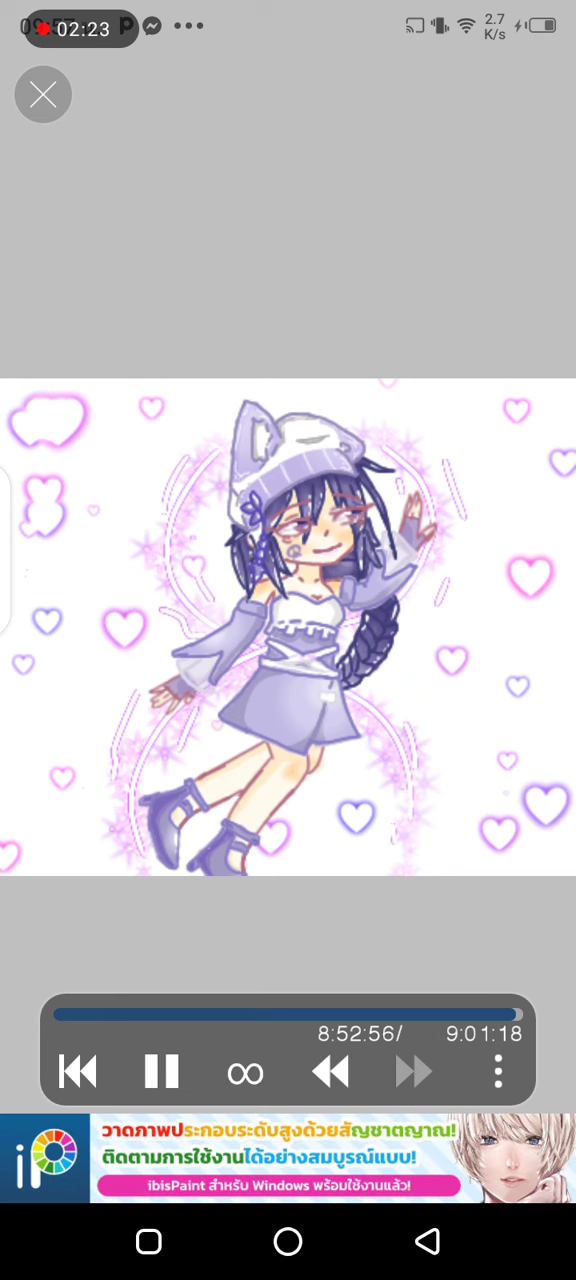 02:23
2.7
K/s
8:52:56/ 9:01:18
วาดภาพประกอบระดับสูงด้วยสัญชาตญาณ!
ติดตามการใช้งานได้อย่างสมบูรณ์แบบ!
ibisPaint สำหรับ Windows พร้อมใช้งานแล้ว!
iP